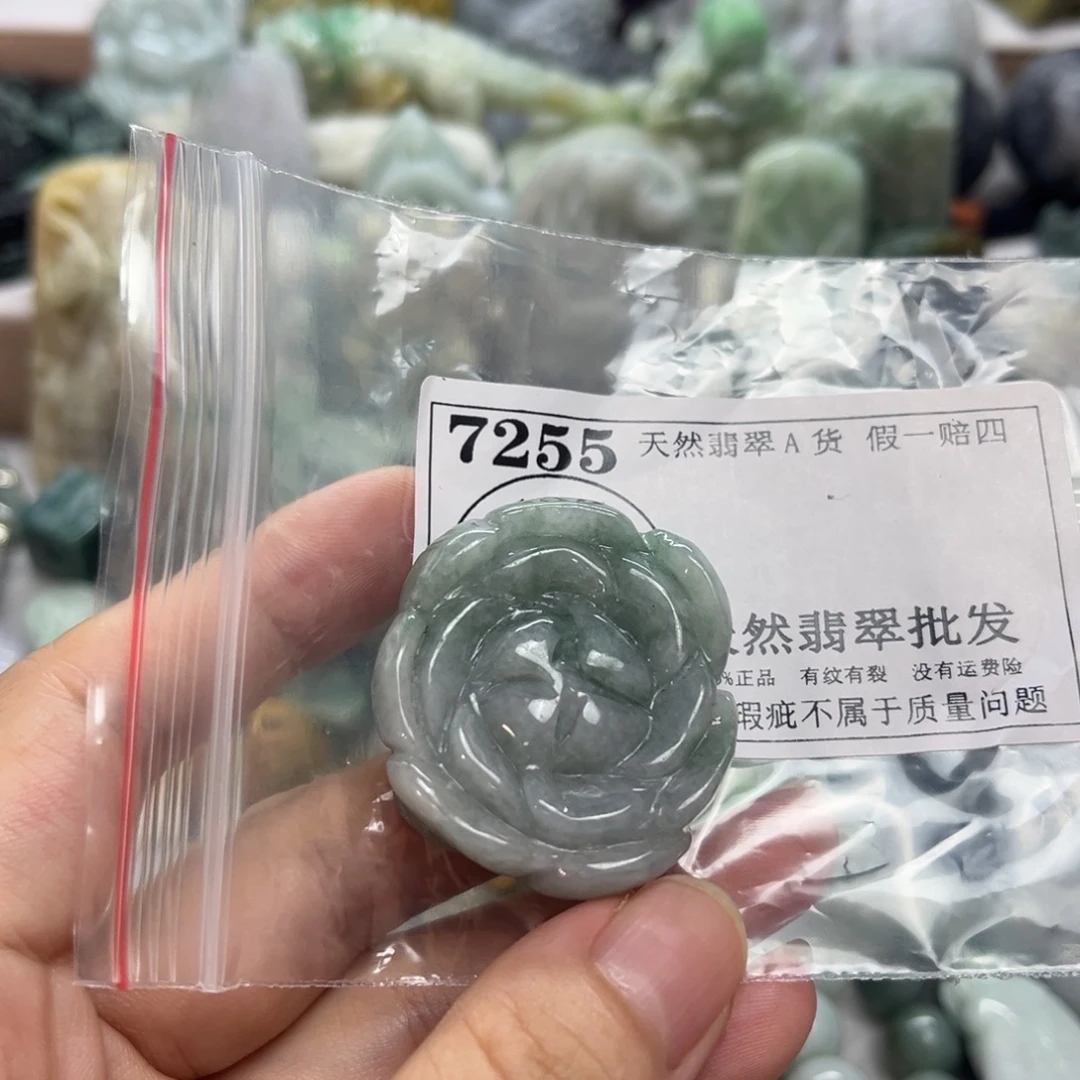 7255 天然翡翠A货 假一赔四
然翡翠批发
%正品 有纹有裂 没有运费险
瑕疵不属于质量问题